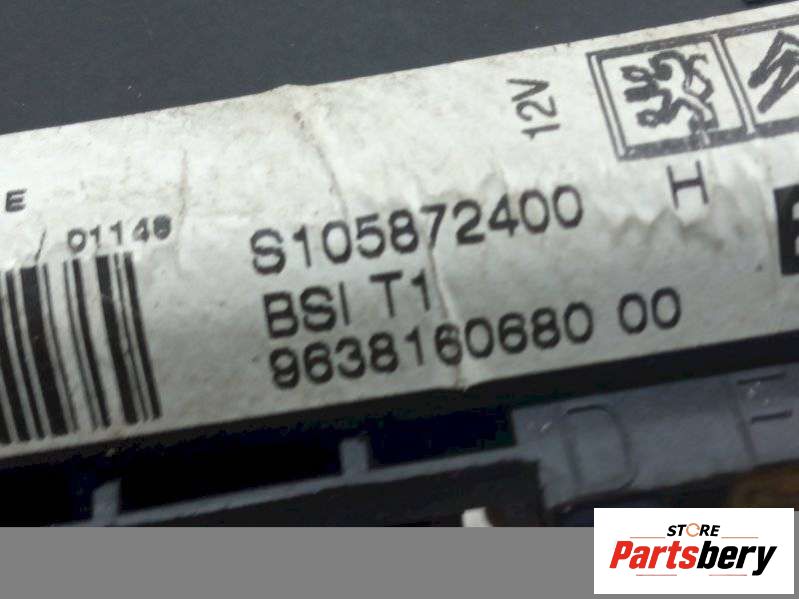 12V
E
01148
S105872400
H
BSI T1
9638160680 00
D
STORE
Partsbery